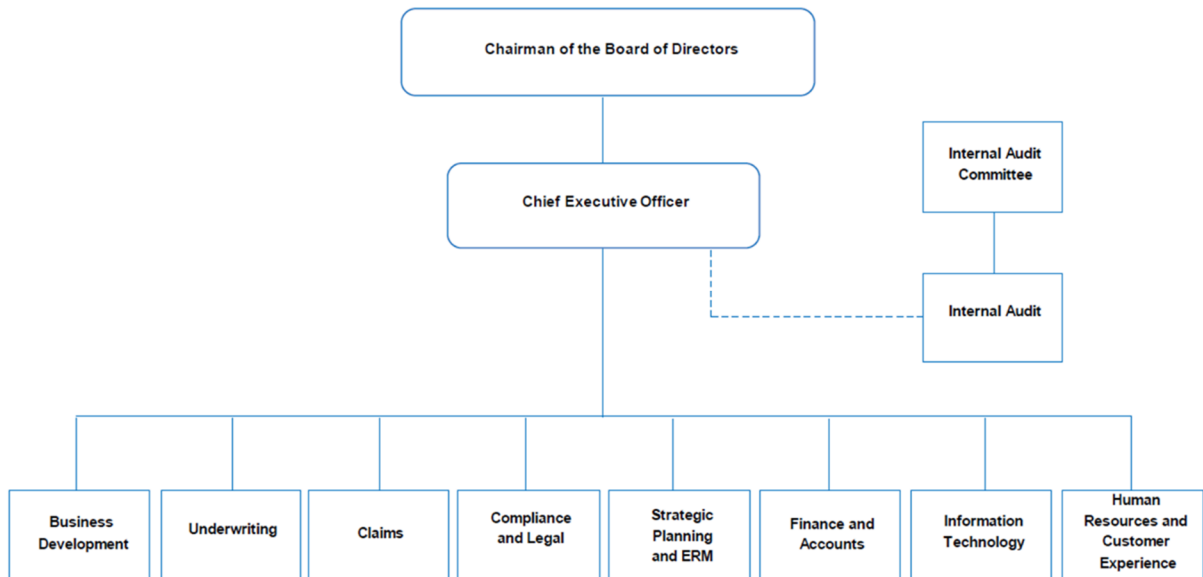 Chairman of the Board of Directors
Internal Audit
Committee
Chief Executive Officer
Internal Audit
Business
Development
Underwriting
Claims
Compliance
and Legal
Strategic
Planning
and ERM
Finance and
Accounts
Information
Technology
Human
Resources and
Customer
Experience